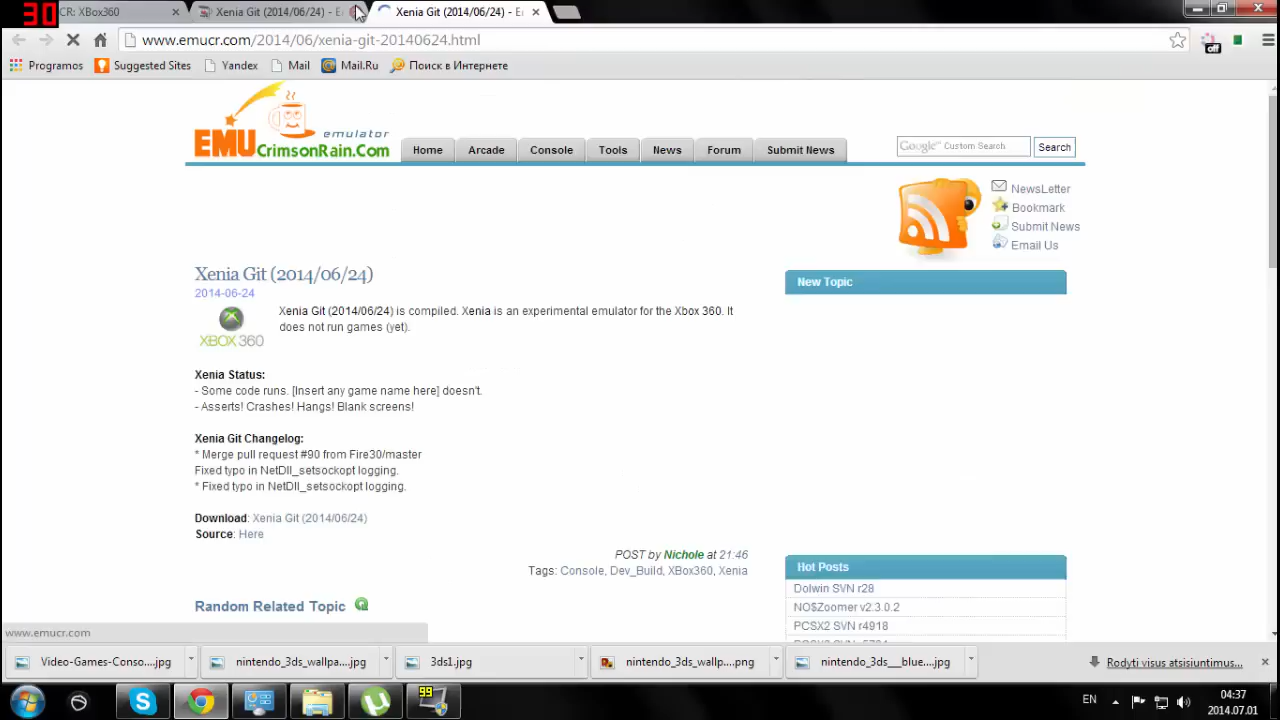 30
CR: XBox360
Xenia Git (2014/06/24) - E
Xenia Git (2014/06/24) - E
www.emucr.com/2014/06/xenia-git-20140624.html
off
Programos
Suggested Sites
Yandex
Mail
Mail.Ru
Поиск в Интернете
emulator
EMUCrimsonRain.Com
Home
Arcade
Console
Tools
News
Forum
Submit News
Google™ Custom Search
Search
NewsLetter
Bookmark
Submit News
Email Us
Xenia Git (2014/06/24)
2014-06-24
XBOX 360
Xenia Git (2014/06/24) is compiled. Xenia is an experimental emulator for the Xbox 360. It
does not run games (yet).
Xenia Status:
- Some code runs. [Insert any game name here] doesn't.
- Asserts! Crashes! Hangs! Blank screens!
Xenia Git Changelog:
* Merge pull request #90 from Fire30/master
Fixed typo in NetDll_setsockopt logging.
* Fixed typo in NetDll_setsockopt logging.
Download: Xenia Git (2014/06/24)
Source: Here
POST by Nichole at 21:46
Tags: Console, Dev_Build, XBox360, Xenia
Random Related Topic
New Topic
Hot Posts
Dolwin SVN r28
NO$Zoomer v2.3.0.2
PCSX2 SVN r4918
www.emucr.com
Video-Games-Conso....jpg
nintendo_3ds_wallpa....jpg
3ds1.jpg
nintendo_3ds_wallp....png
nintendo_3ds___blue....jpg
Rodyti visus atsisiuntimus...
99
EN
04:37
2014.07.01